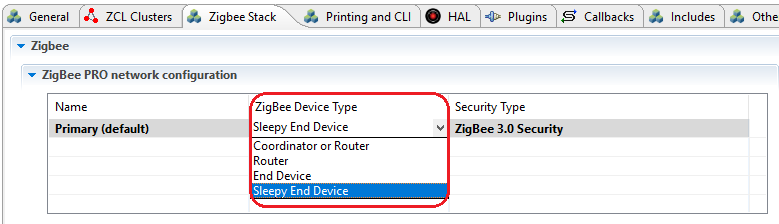 General ZCL Clusters Zigbee Stack Printing and CLI HAL Plugins Callbacks Includes Othe
Zigbee
ZigBee PRO network configuration
Name ZigBee Device Type Security Type
Primary (default) Sleepy End Device ZigBee 3.0 Security
Coordinator or Router
Router
End Device
Sleepy End Device